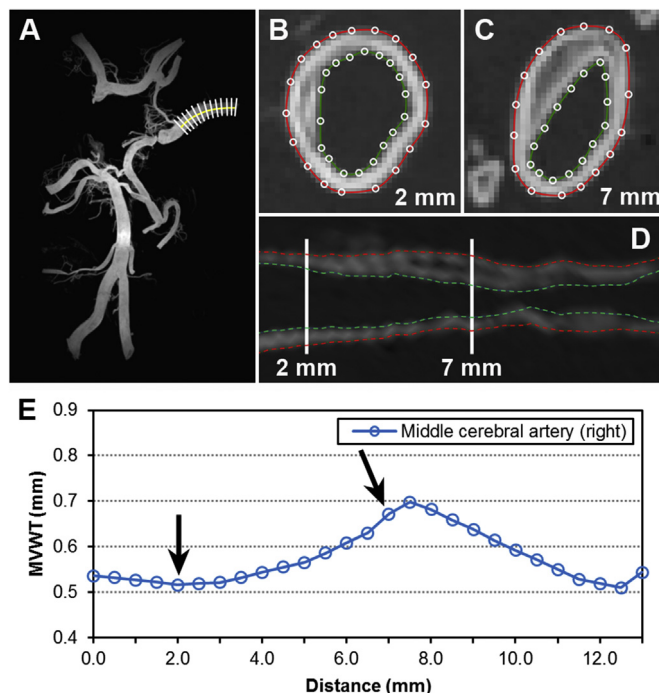 A
B
C
2 mm
7 mm
D
2 mm
7 mm
E
0.9
0.8
0.7
0.6
0.5
0.4
MVWT (mm)
Middle cerebral artery (right)
0.0 2.0 4.0 6.0 8.0 10.0 12.0
Distance (mm)